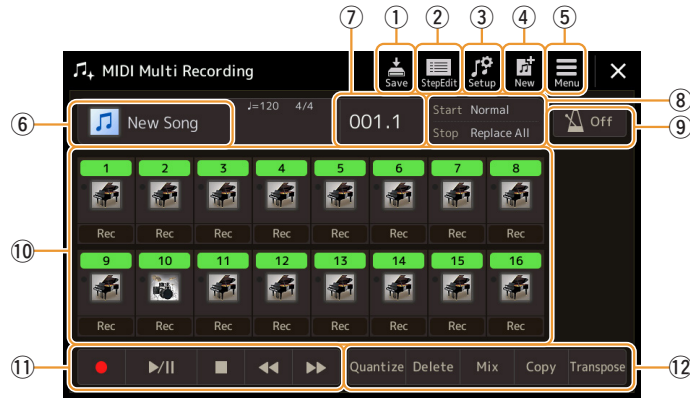 ⑦ ① ② ③ ④ ⑤
MIDI Multi Recording
Save StepEdit Setup New Menu
⑥ New Song
♩=120 4/4
001.1
Start Normal
Stop Replace All
⑧
Off
⑨
1 2 3 4 5 6 7 8
Rec Rec Rec Rec Rec Rec Rec Rec
⑩
9 10 11 12 13 14 15 16
Rec Rec Rec Rec Rec Rec Rec Rec
⑪
Quantize Delete Mix Copy Transpose
⑫